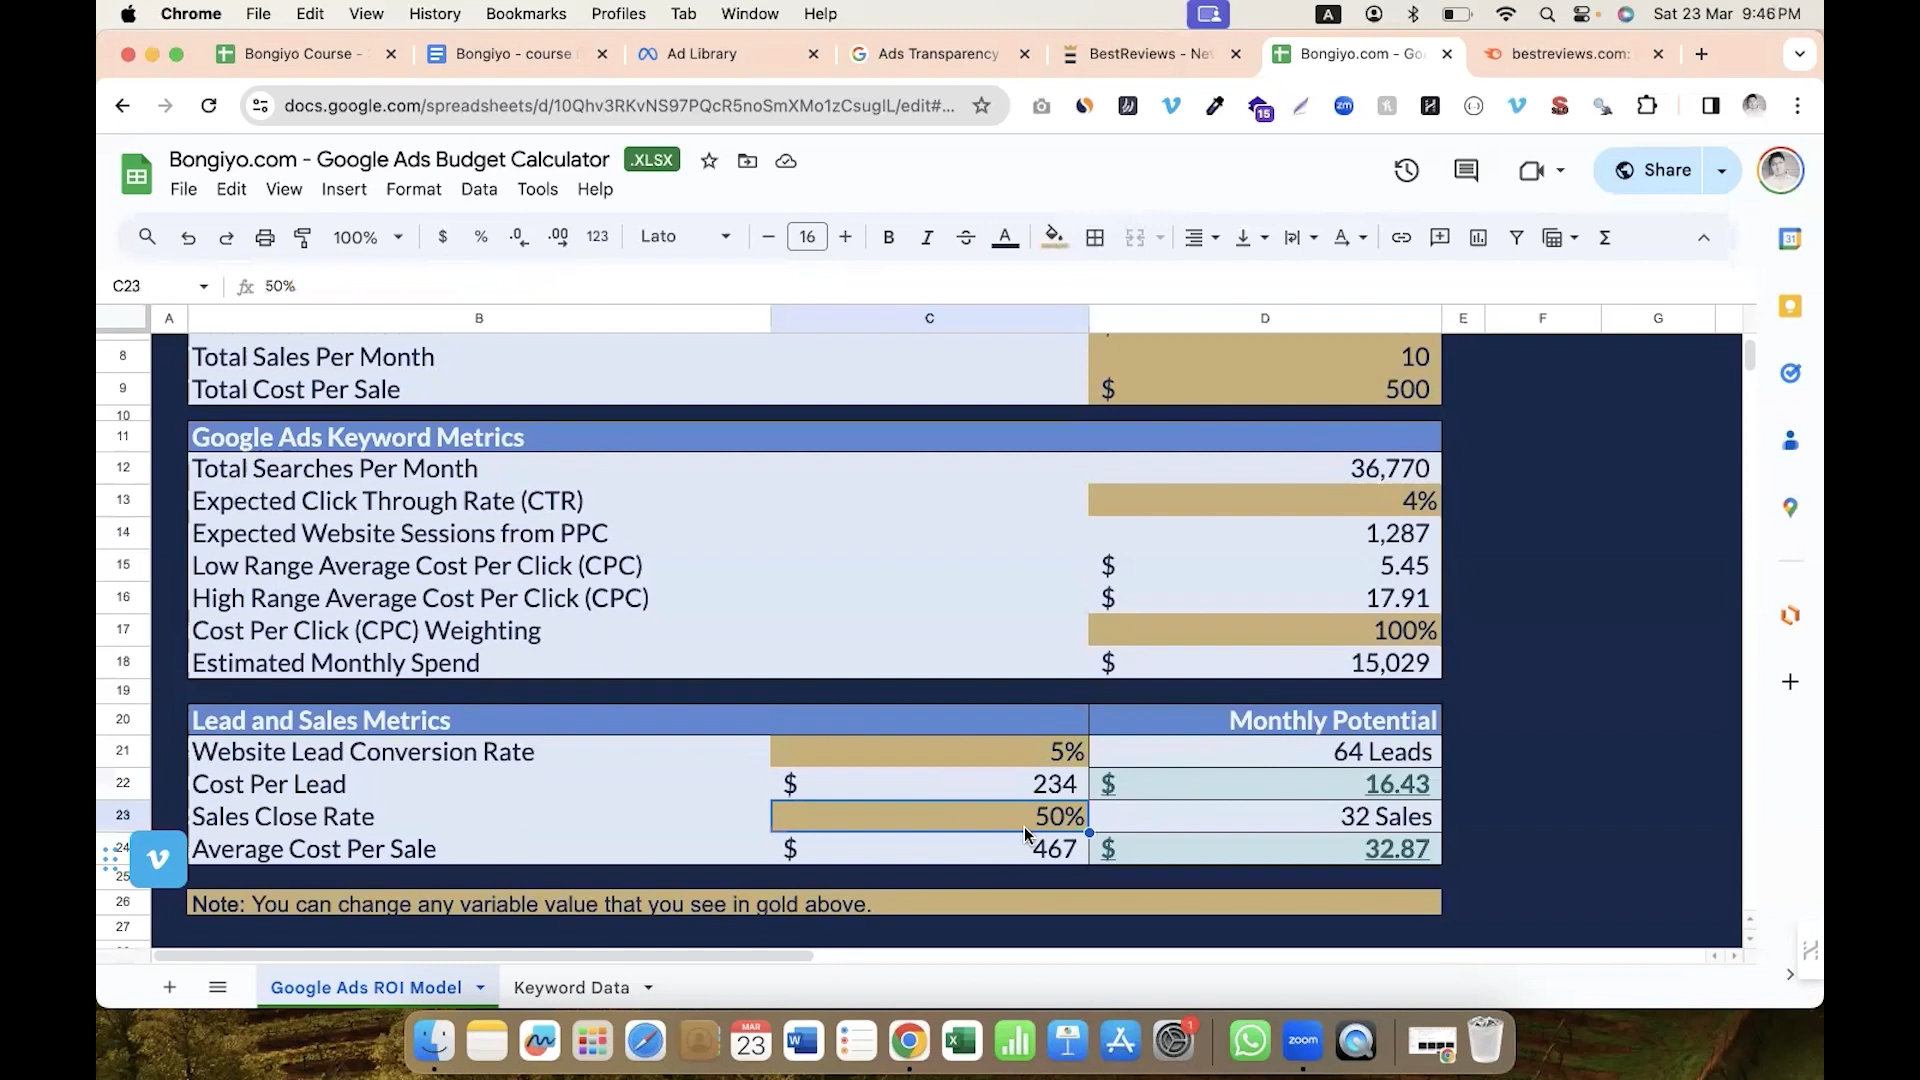 Chrome File Edit View History Bookmarks Profiles Tab Window Help A Sat 23 Mar 9:46 PM
Bongiyo Course - Bongiyo - course Ad Library Ads Transparency BestReviews - Ne Bongiyo.com - Go bestreviews.com:
docs.google.com/spreadsheets/d/10Qhv3RKvNS97PQcR5noSmXMo1zCsuglL/edit#... zm 15
Bongiyo.com - Google Ads Budget Calculator .XLSX
File Edit View Insert Format Data Tools Help Share
100% $ % .0 .00 123 Lato 16 B I S A
C23 fx 50%
A B C D E F G
8 Total Sales Per Month 10
9 Total Cost Per Sale $ 500
10
11 Google Ads Keyword Metrics
12 Total Searches Per Month 36,770
13 Expected Click Through Rate (CTR) 4%
14 Expected Website Sessions from PPC 1,287
15 Low Range Average Cost Per Click (CPC) $ 5.45
16 High Range Average Cost Per Click (CPC) $ 17.91
17 Cost Per Click (CPC) Weighting 100%
18 Estimated Monthly Spend $ 15,029
19
20 Lead and Sales Metrics Monthly Potential
21 Website Lead Conversion Rate 5% 64 Leads
22 Cost Per Lead $ 234 $ 16.43
23 Sales Close Rate 50% 32 Sales
24 Average Cost Per Sale $ 467 $ 32.87
25
26 Note: You can change any variable value that you see in gold above.
27
Google Ads ROI Model Keyword Data
MAR
23
zoom
1
31